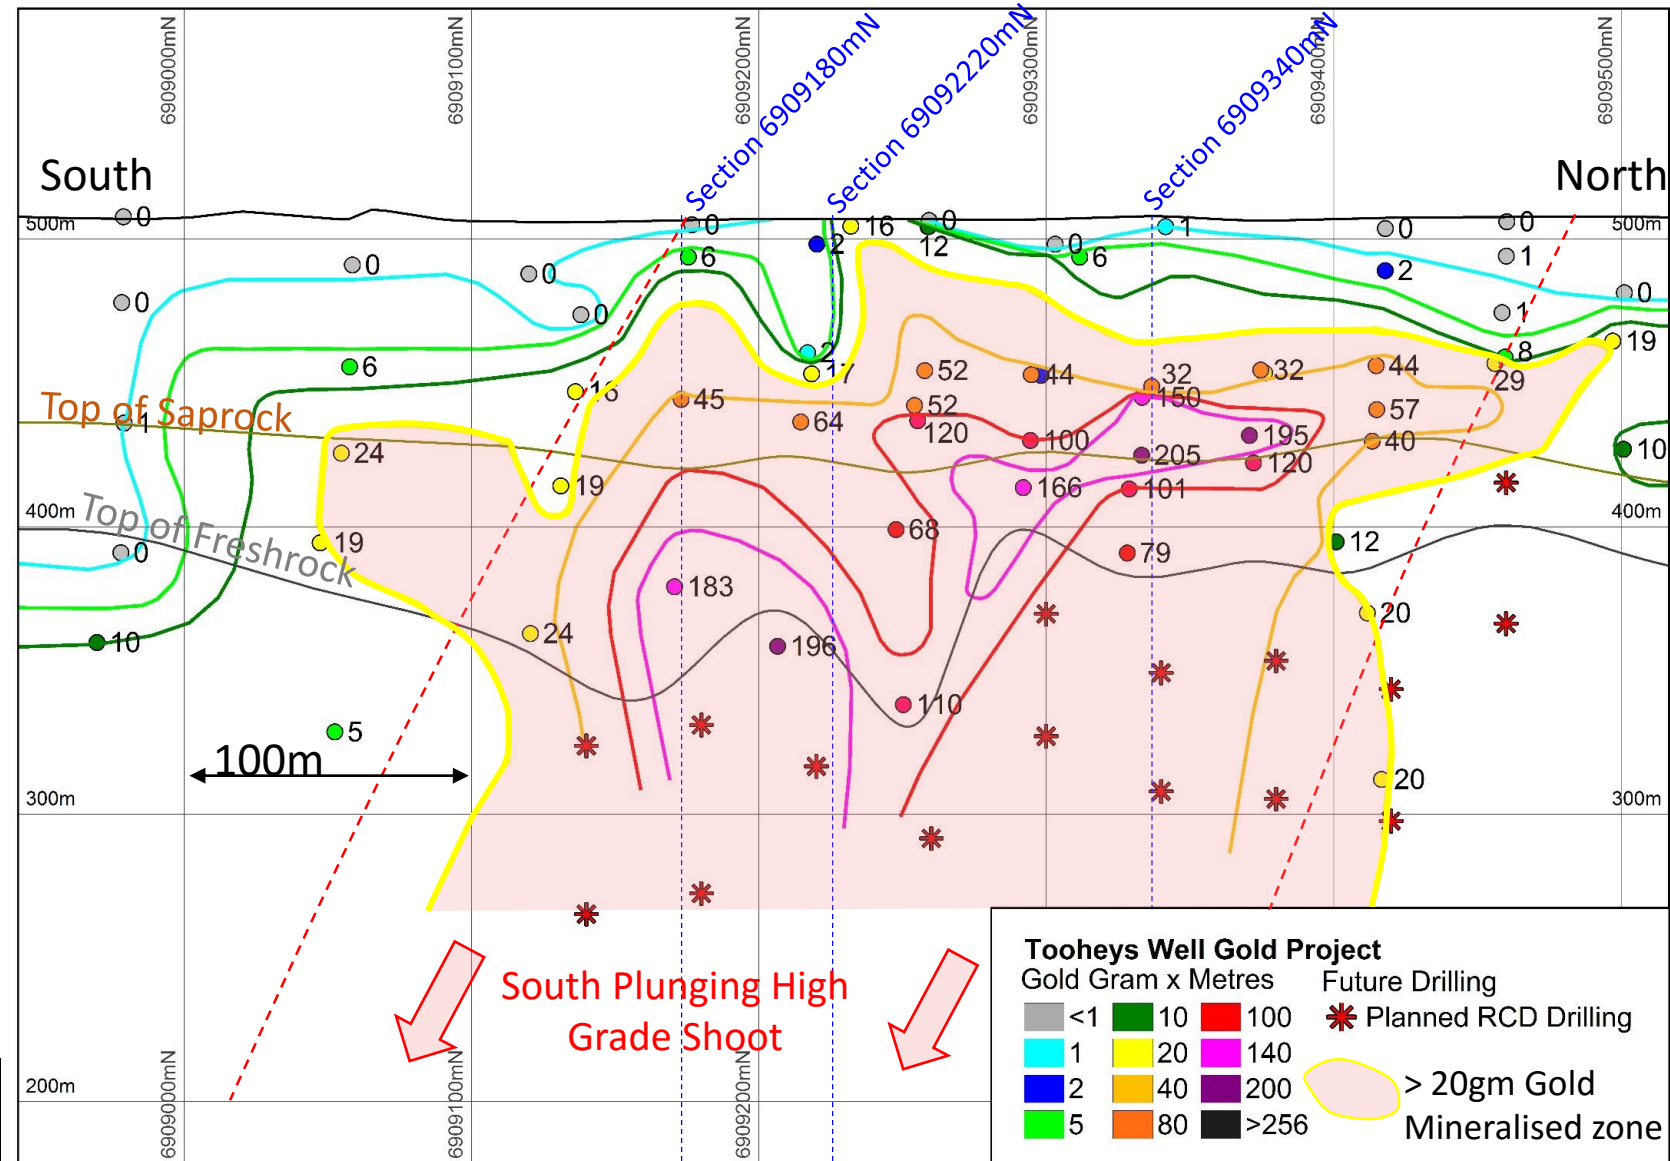 6909000mN
6909100mN
6909200mN
6909300mN
6909400mN
6909500mN
Section 6909180mN
Section 69092220mN
Section 6909340mN
South
North
500m
500m
0
0
16
0
12
2
0
1
0
0
0
6
0
6
2
1
0
0
0
1
0
6
2
17
52
44
32
32
44
8
29
19
16
45
64
52
120
150
57
Top of Saprock
1
24
100
205
195
120
40
10
19
166
101
400m
400m
Top of Freshrock
0
19
68
79
12
183
20
10
24
196
110
5
100m
20
300m
300m
South Plunging High
Grade Shoot
200m
6909000mN
6909100mN
6909200mN
Tooheys Well Gold Project
Gold Gram x Metres
Future Drilling
<1 10 100
Planned RCD Drilling
1 20 140
2 40 200
5 80 >256
> 20gm Gold
Mineralised zone